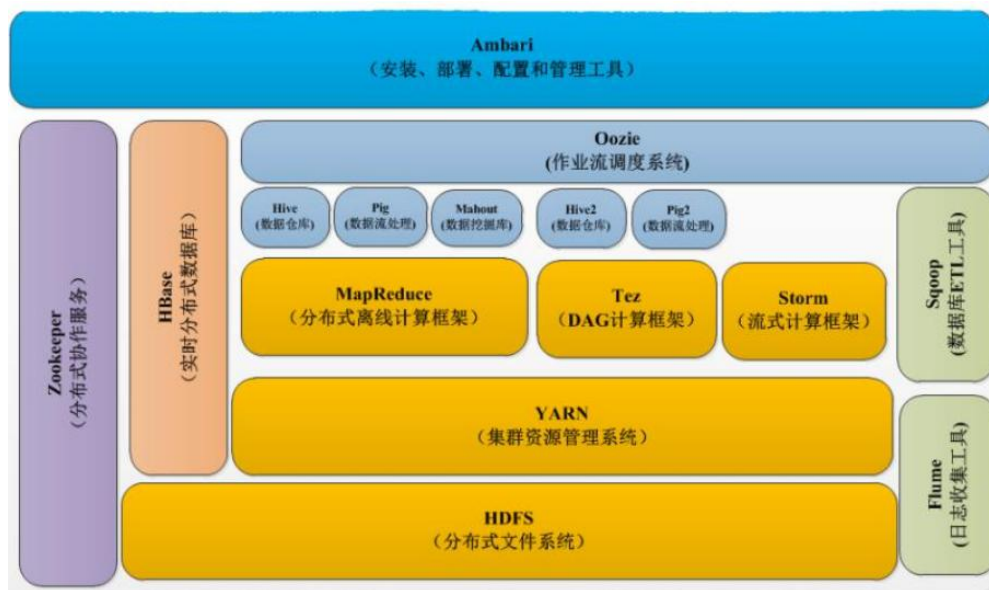 Ambari
（安装、部署、配置和管理工具）
Zookeeper
（分布式协作服务）
HBase
（实时分布式数据库）
Oozie
(作业流调度系统)
Hive
(数据仓库)
Pig
(数据流处理)
Mahout
(数据挖掘库)
Hive2
(数据仓库)
Pig2
(数据流处理)
MapReduce
（分布式离线计算框架）
Tez
（DAG计算框架）
Storm
（流式计算框架）
Sqoop
(数据库ETL工具)
YARN
（集群资源管理系统）
Flume
(日志收集工具)
HDFS
（分布式文件系统）